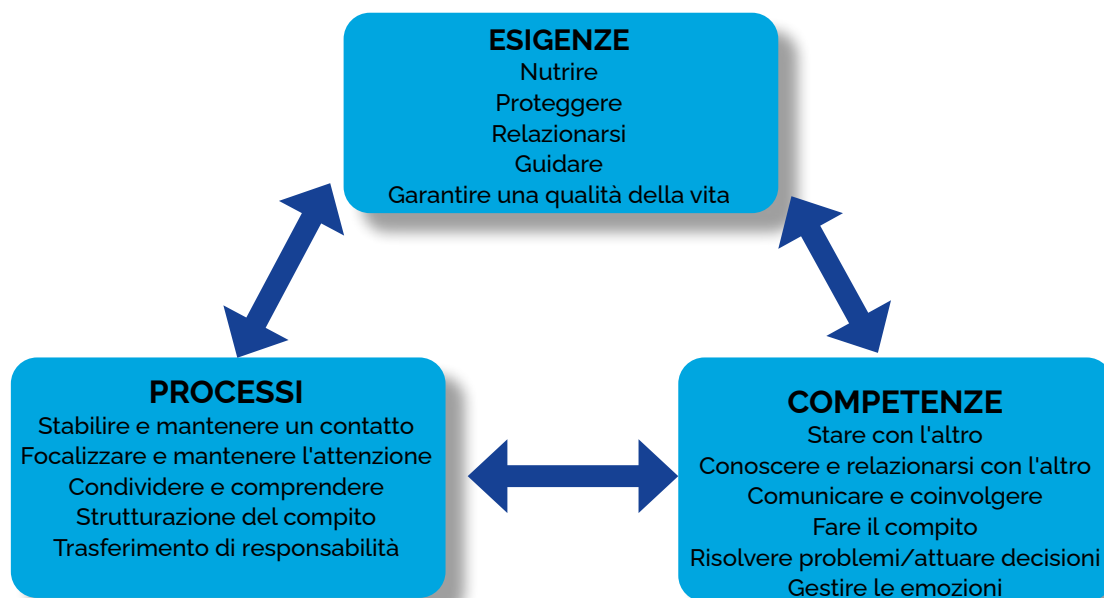 ESIGENZE
Nutrire
Proteggere
Relazionarsi
Guidare
Garantire una qualità della vita
PROCESSI
Stabilire e mantenere un contatto
Focalizzare e mantenere l'attenzione
Condividere e comprendere
Strutturazione del compito
Trasferimento di responsabilità
COMPETENZE
Stare con l'altro
Conoscere e relazionarsi con l'altro
Comunicare e coinvolgere
Fare il compito
Risolvere problemi/attuare decisioni
Gestire le emozioni